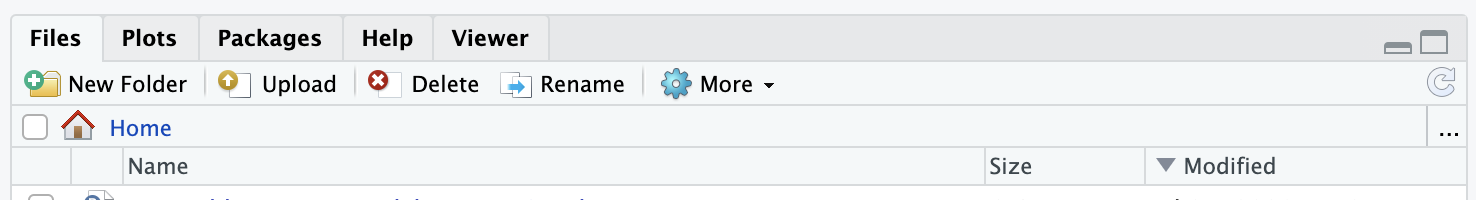 Files Plots Packages Help Viewer
New Folder Upload Delete Rename More
Home ...
Name Size Modified